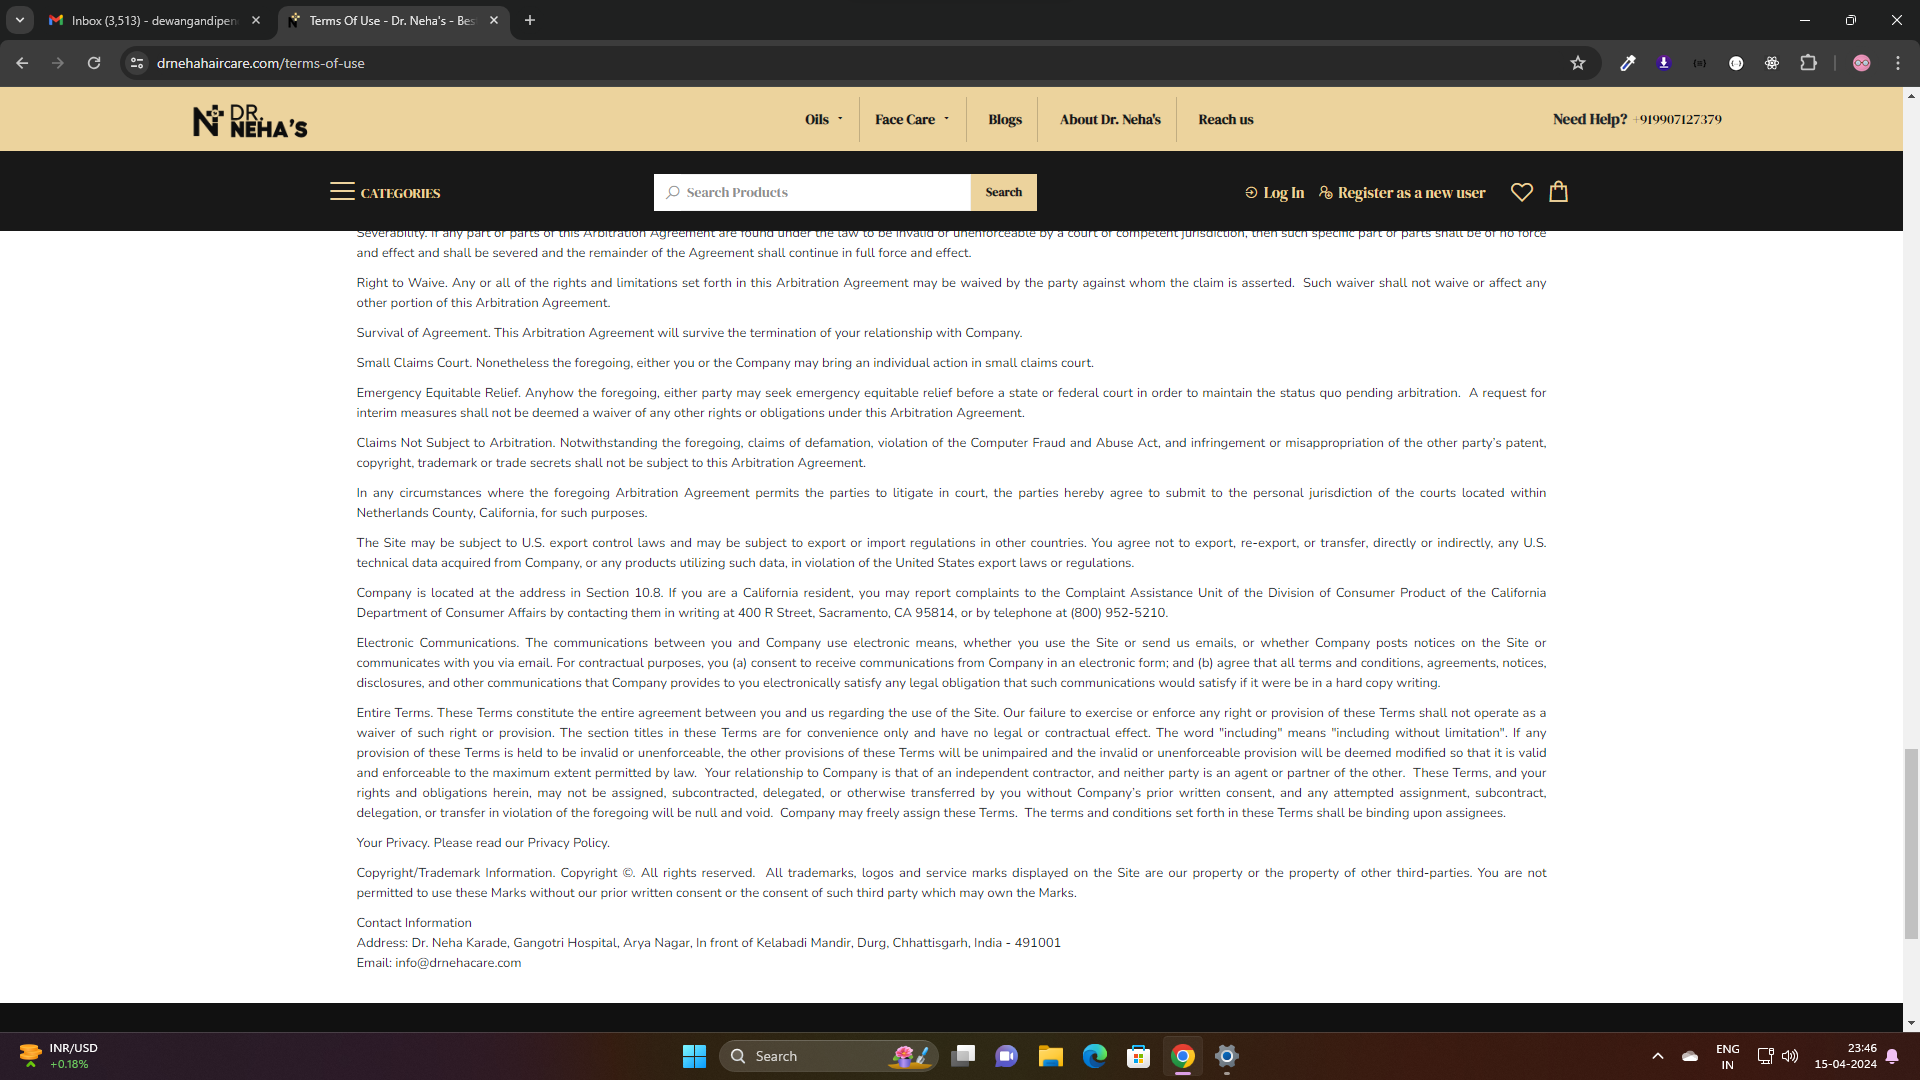 Inbox (3,513) - dewangandipen
Terms Of Use - Dr. Neha's - Bes
drnehahaircare.com/terms-of-use
DR. NEHA'S
Oils
Face Care
Blogs
About Dr. Neha's
Reach us
Need Help? +919907127379
CATEGORIES
Search Products
Search
Log In
Register as a new user
Severability. If any part or parts of this Arbitration Agreement are found under the law to be invalid or unenforceable by a court of competent jurisdiction, then such specific part or parts shall be of no force
and effect and shall be severed and the remainder of the Agreement shall continue in full force and effect.
Right to Waive. Any or all of the rights and limitations set forth in this Arbitration Agreement may be waived by the party against whom the claim is asserted. Such waiver shall not waive or affect any
other portion of this Arbitration Agreement.
Survival of Agreement. This Arbitration Agreement will survive the termination of your relationship with Company.
Small Claims Court. Nonetheless the foregoing, either you or the Company may bring an individual action in small claims court.
Emergency Equitable Relief. Anyhow the foregoing, either party may seek emergency equitable relief before a state or federal court in order to maintain the status quo pending arbitration. A request for
interim measures shall not be deemed a waiver of any other rights or obligations under this Arbitration Agreement.
Claims Not Subject to Arbitration. Notwithstanding the foregoing, claims of defamation, violation of the Computer Fraud and Abuse Act, and infringement or misappropriation of the other party's patent,
copyright, trademark or trade secrets shall not be subject to this Arbitration Agreement.
In any circumstances where the foregoing Arbitration Agreement permits the parties to litigate in court, the parties hereby agree to submit to the personal jurisdiction of the courts located within
Netherlands County, California, for such purposes.
The Site may be subject to U.S. export control laws and may be subject to export or import regulations in other countries. You agree not to export, re-export, or transfer, directly or indirectly, any U.S.
technical data acquired from Company, or any products utilizing such data, in violation of the United States export laws or regulations.
Company is located at the address in Section 10.8. If you are a California resident, you may report complaints to the Complaint Assistance Unit of the Division of Consumer Product of the California
Department of Consumer Affairs by contacting them in writing at 400 R Street, Sacramento, CA 95814, or by telephone at (800) 952-5210.
Electronic Communications. The communications between you and Company use electronic means, whether you use the Site or send us emails, or whether Company posts notices on the Site or
communicates with you via email. For contractual purposes, you (a) consent to receive communications from Company in an electronic form; and (b) agree that all terms and conditions, agreements, notices,
disclosures, and other communications that Company provides to you electronically satisfy any legal obligation that such communications would satisfy if it were be in a hard copy writing.
Entire Terms. These Terms constitute the entire agreement between you and us regarding the use of the Site. Our failure to exercise or enforce any right or provision of these Terms shall not operate as a
waiver of such right or provision. The section titles in these Terms are for convenience only and have no legal or contractual effect. The word "including" means "including without limitation". If any
provision of these Terms is held to be invalid or unenforceable, the other provisions of these Terms will be unimpaired and the invalid or unenforceable provision will be deemed modified so that it is valid
and enforceable to the maximum extent permitted by law. Your relationship to Company is that of an independent contractor, and neither party is an agent or partner of the other. These Terms, and your
rights and obligations herein, may not be assigned, subcontracted, delegated, or otherwise transferred by you without Company's prior written consent, and any attempted assignment, subcontract,
delegation, or transfer in violation of the foregoing will be null and void. Company may freely assign these Terms. The terms and conditions set forth in these Terms shall be binding upon assignees.
Your Privacy. Please read our Privacy Policy.
Copyright/Trademark Information. Copyright ©. All rights reserved. All trademarks, logos and service marks displayed on the Site are our property or the property of other third-parties. You are not
permitted to use these Marks without our prior written consent or the consent of such third party which may own the Marks.
Contact Information
Address: Dr. Neha Karade, Gangotri Hospital, Arya Nagar, In front of Kelabadi Mandir, Durg, Chhattisgarh, India - 491001
Email: info@drnehacare.com
INR/USD
+0.18%
Search
ENG
IN
23:46
15-04-2024